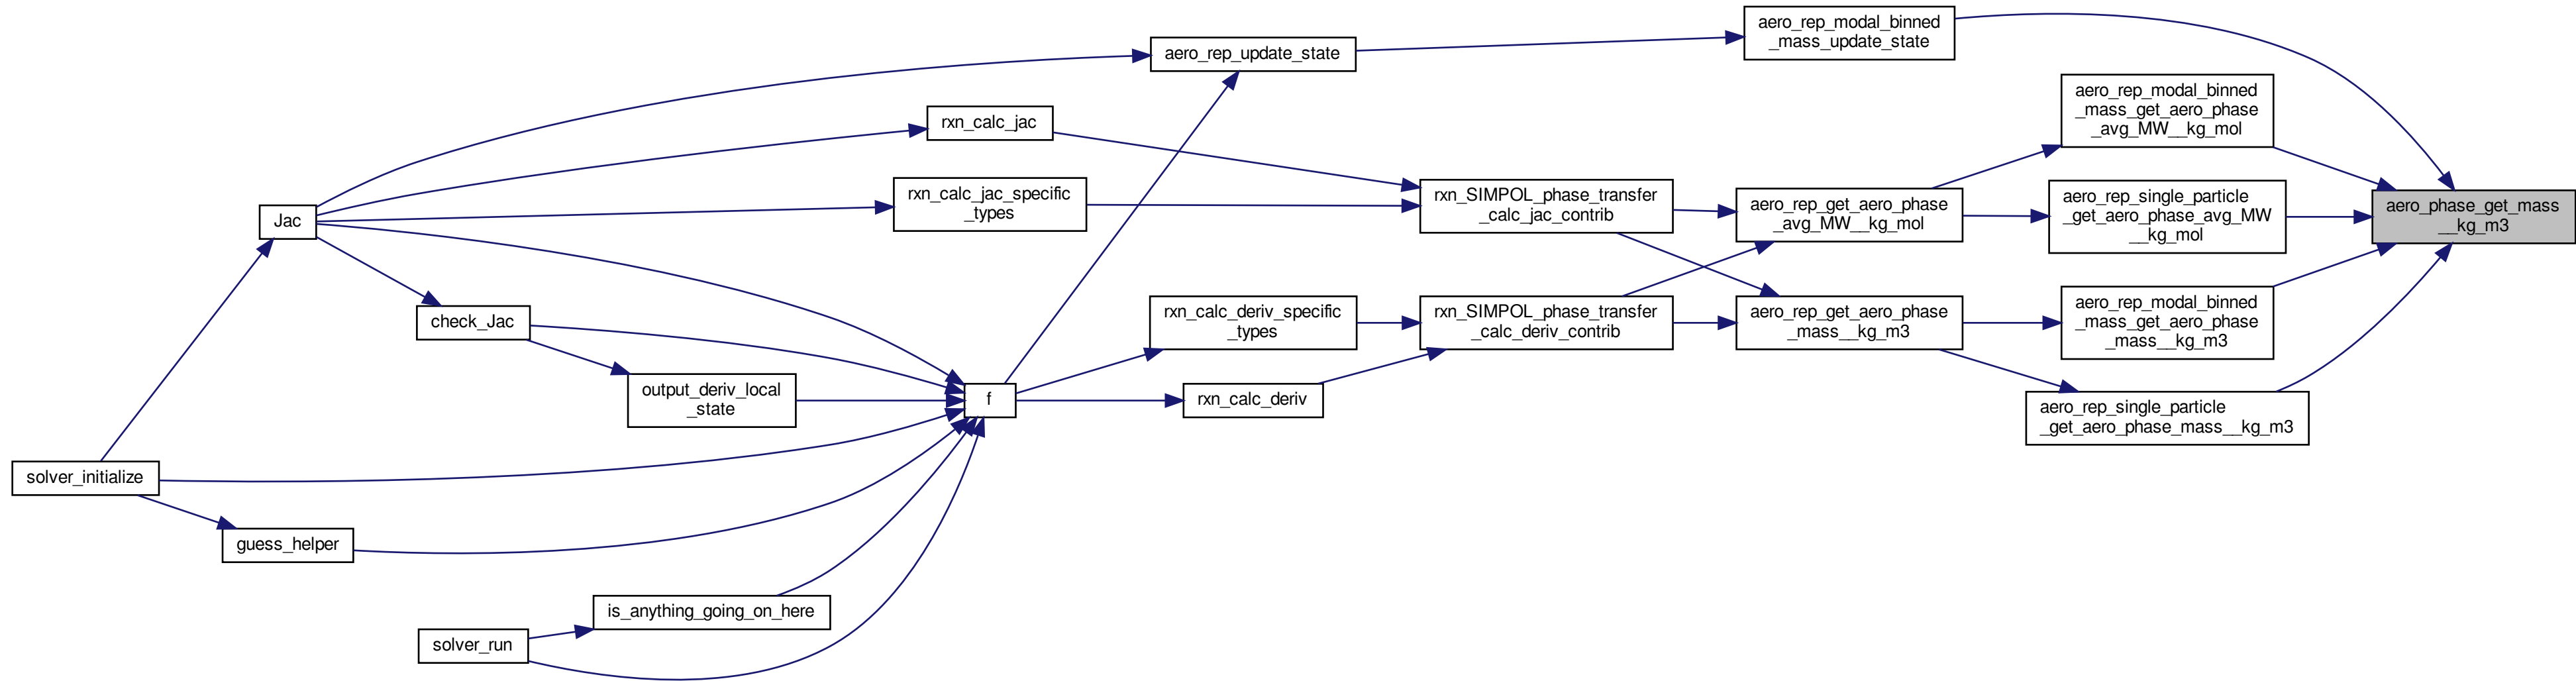 aero_rep_modal_binned
_mass_update_state
aero_rep_update_state
aero_rep_modal_binned
_mass_get_aero_phase
_avg_MW__kg_mol
rxn_calc_jac
rxn_calc_jac_specific
_types
rxn_SIMPOL_phase_transfer
_calc_jac_contrib
aero_rep_get_aero_phase
_avg_MW__kg_mol
aero_rep_single_particle
_get_aero_phase_avg_MW
__kg_mol
aero_phase_get_mass
__kg_m3
Jac
check_Jac
rxn_calc_deriv_specific
_types
rxn_SIMPOL_phase_transfer
_calc_deriv_contrib
aero_rep_get_aero_phase
_mass__kg_m3
aero_rep_modal_binned
_mass_get_aero_phase
_mass__kg_m3
output_deriv_local
_state
f
rxn_calc_deriv
aero_rep_single_particle
_get_aero_phase_mass__kg_m3
solver_initialize
guess_helper
is_anything_going_on_here
solver_run